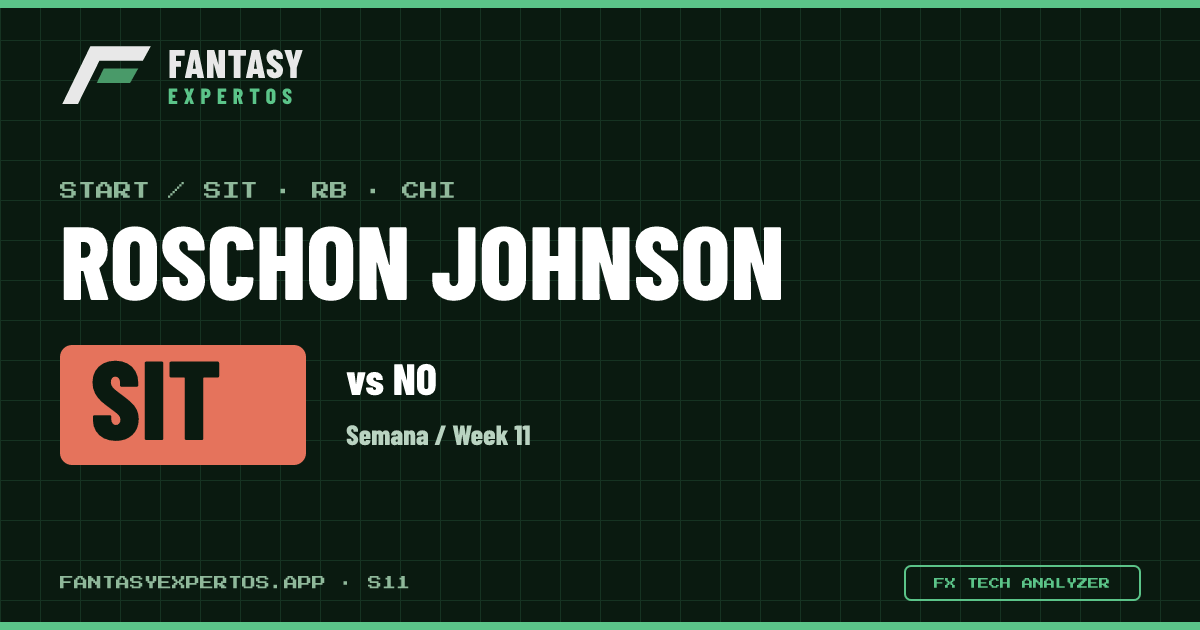 FANTASY
EXPERTOS
START / SIT · RB · CHI
ROSCHON JOHNSON
SIT
vs NO
Semana / Week 11
FANTASYEXPERTOS.APP · S11
FX TECH ANALYZER